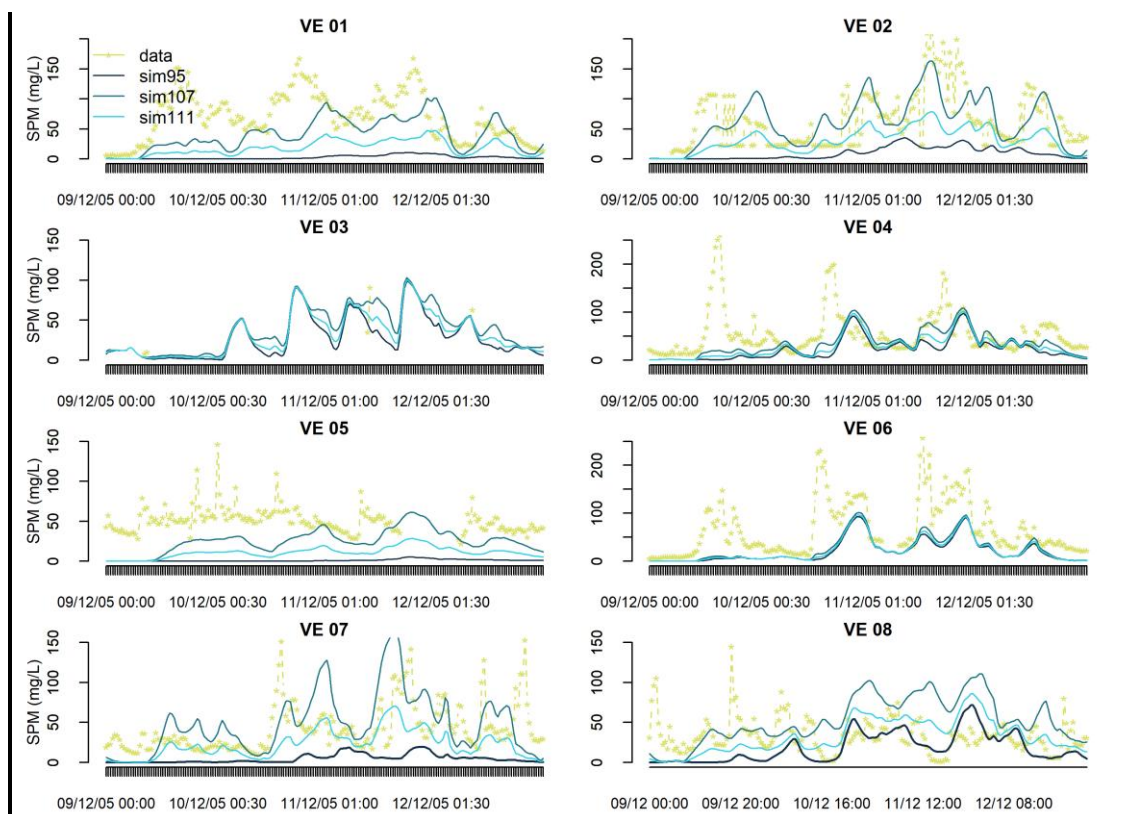 VE 01
SPM (mg/L)
0 50 150
data
sim95
sim107
sim111
09/12/05 00:00 10/12/05 00:30 11/12/05 01:00 12/12/05 01:30
VE 02
0 50 150
09/12/05 00:00 10/12/05 00:30 11/12/05 01:00 12/12/05 01:30
VE 03
SPM (mg/L)
0 50 100 150
09/12/05 00:00 10/12/05 00:30 11/12/05 01:00 12/12/05 01:30
VE 04
0 100 200
09/12/05 00:00 10/12/05 00:30 11/12/05 01:00 12/12/05 01:30
VE 05
SPM (mg/L)
0 50 100 150
09/12/05 00:00 10/12/05 00:30 11/12/05 01:00 12/12/05 01:30
VE 06
0 100 200
09/12/05 00:00 10/12/05 00:30 11/12/05 01:00 12/12/05 01:30
VE 07
SPM (mg/L)
0 50 100 150
09/12/05 00:00 10/12/05 00:30 11/12/05 01:00 12/12/05 01:30
VE 08
0 50 100 150
09/12 00:00 09/12 20:00 10/12 16:00 11/12 12:00 12/12 08:00